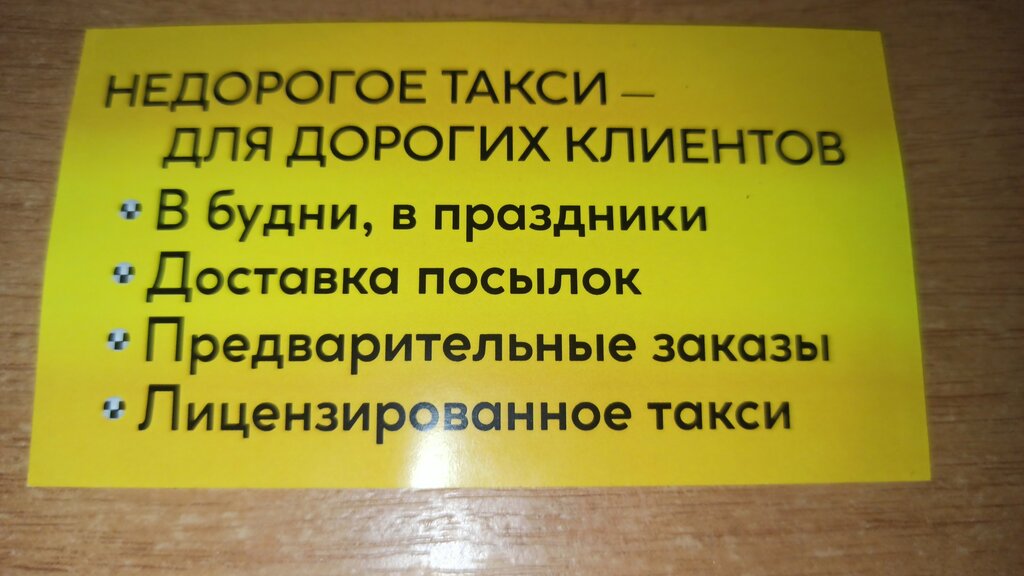 НЕДОРОГОЕ ТАКСИ —
ДЛЯ ДОРОГИХ КЛИЕНТОВ
В будни, в праздники
Доставка посылок
Предварительные заказы
Лицензированное такси